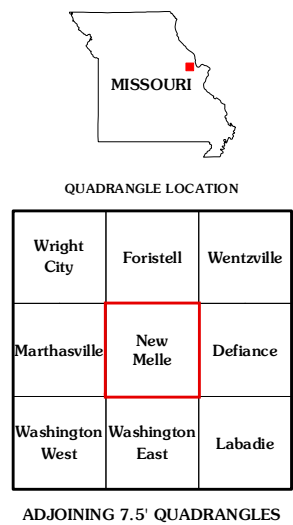 MISSOURI
QUADRANGLE LOCATION
Wright
City
Foristell
Wentzville
Marthasville
New
Melle
Defiance
Washington
West
Washington
East
Labadie
ADJOINING 7.5' QUADRANGLES